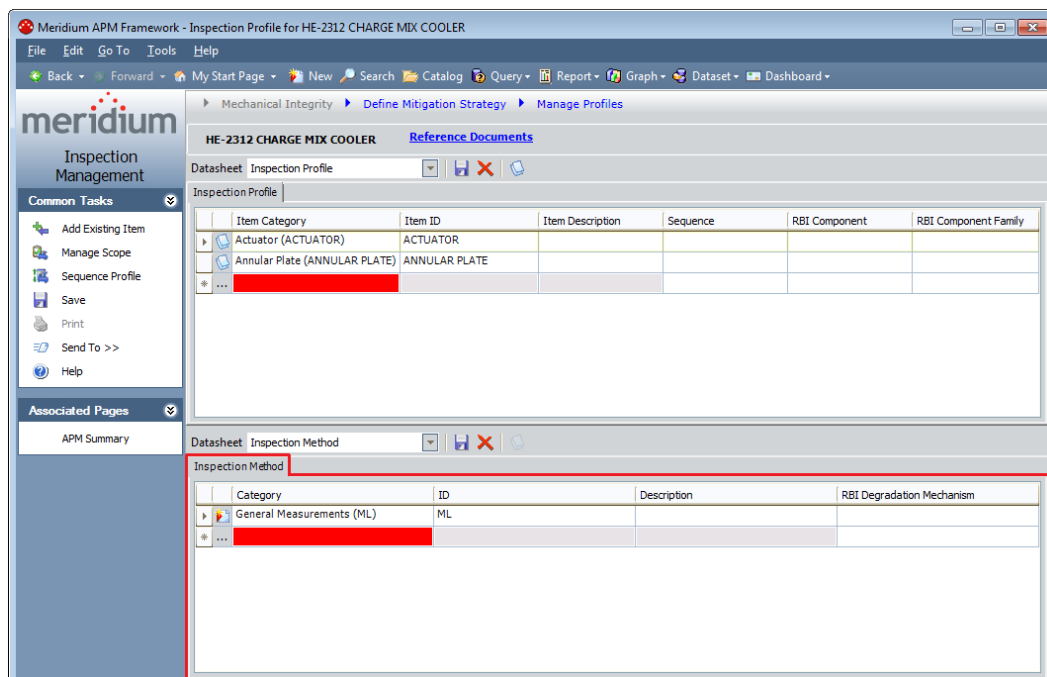 Meridium APM Framework - Inspection Profile for HE-2312 CHARGE MIX COOLER
File Edit Go To Tools Help
Back Forward My Start Page New Search Catalog Query Report Graph Dataset Dashboard
meridium
Inspection
Management
Common Tasks
Add Existing Item
Manage Scope
Sequence Profile
Save
Print
Send To >>
Help
Associated Pages
APM Summary
Mechanical Integrity Define Mitigation Strategy Manage Profiles
HE-2312 CHARGE MIX COOLER Reference Documents
Datasheet Inspection Profile
Inspection Profile
Item Category Item ID Item Description Sequence RBI Component RBI Component Family
Actuator (ACTUATOR) ACTUATOR
Annular Plate (ANNULAR PLATE) ANNULAR PLATE
* ...
Datasheet Inspection Method
Inspection Method
Category ID Description RBI Degradation Mechanism
General Measurements (ML) ML
* ...